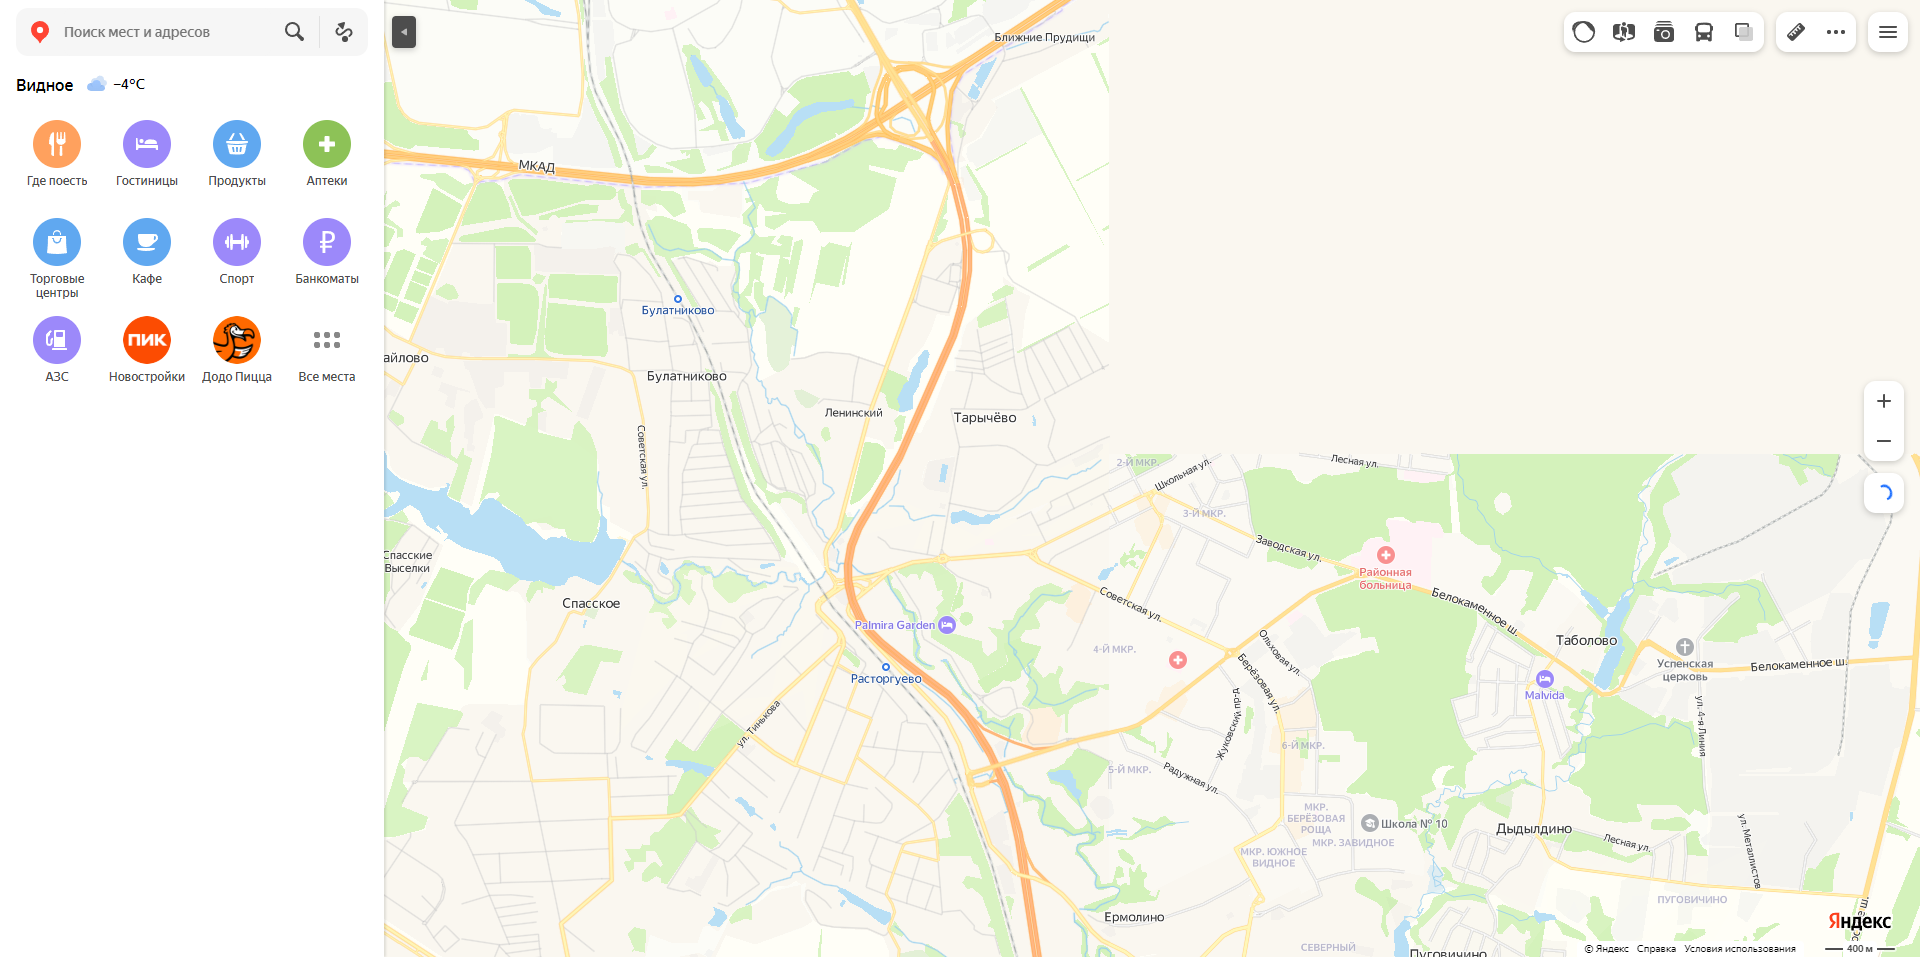 Поиск мест и адресов
Видное
−4°C
Где поесть
Гостиницы
Продукты
Аптеки
Торговые
центры
Кафе
Спорт
Банкоматы
АЗС
ПИК
Новостройки
Додо Пицца
Все места
Ближние Прудищи
МКАД
Булатниково
айлово
Булатниково
Ленинский
Тарычёво
Советская ул.
2-Й МКР.
Школьная ул.
Лесная ул.
3-Й МКР.
Заводская ул.
Районная
больница
Спасские
Выселки
Спасское
Советская ул.
Белокаменное ш.
Palmira Garden
4-Й МКР.
Ольховая ул.
Берёзовая ул.
Таболово
Успенская
церковь
Белокаменное ш.
Расторгуево
Malvida
ул. Тинькова
Жуковский пр-д
ул. 4-я Линия
6-Й МКР.
5-Й МКР.
Радужная ул.
МКР.
БЕРЁЗОВАЯ
РОЩА
Школа № 10
МКР. ЗАВИДНОЕ
МКР. ЮЖНОЕ
ВИДНОЕ
Дыдылдино
Лесная ул.
ул. Металлистов
ПУГОВИЧИНО
Ермолино
СЕВЕРНЫЙ
Пуговичино
Яндекс
© Яндекс
Справка
Условия использования
400 м